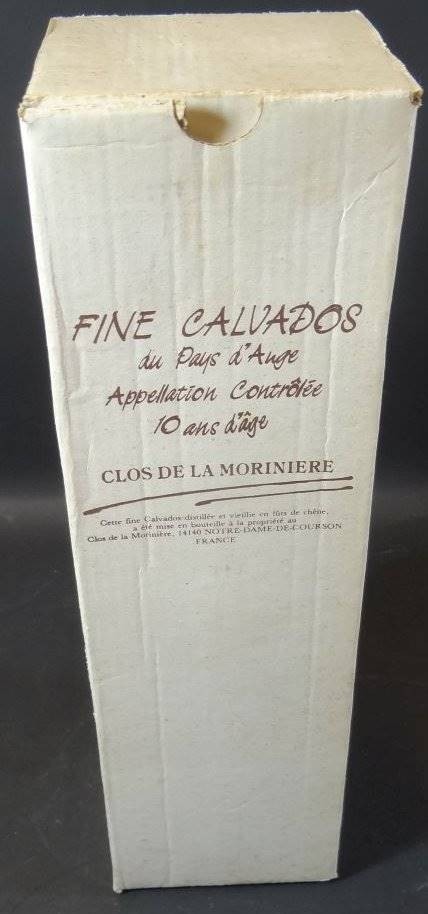 FINE CALVADOS
du Pays d'Auge
Appellation Contrôlée
10 ans d'âge
CLOS DE LA MORINIERE
Cette fine Calvados distillée et vieillie en fûts de chêne,
a été mise en bouteille à la propriété au
Clos de la Morinière, 14140 NOTRE-DAME-DE-COURSON
FRANCE